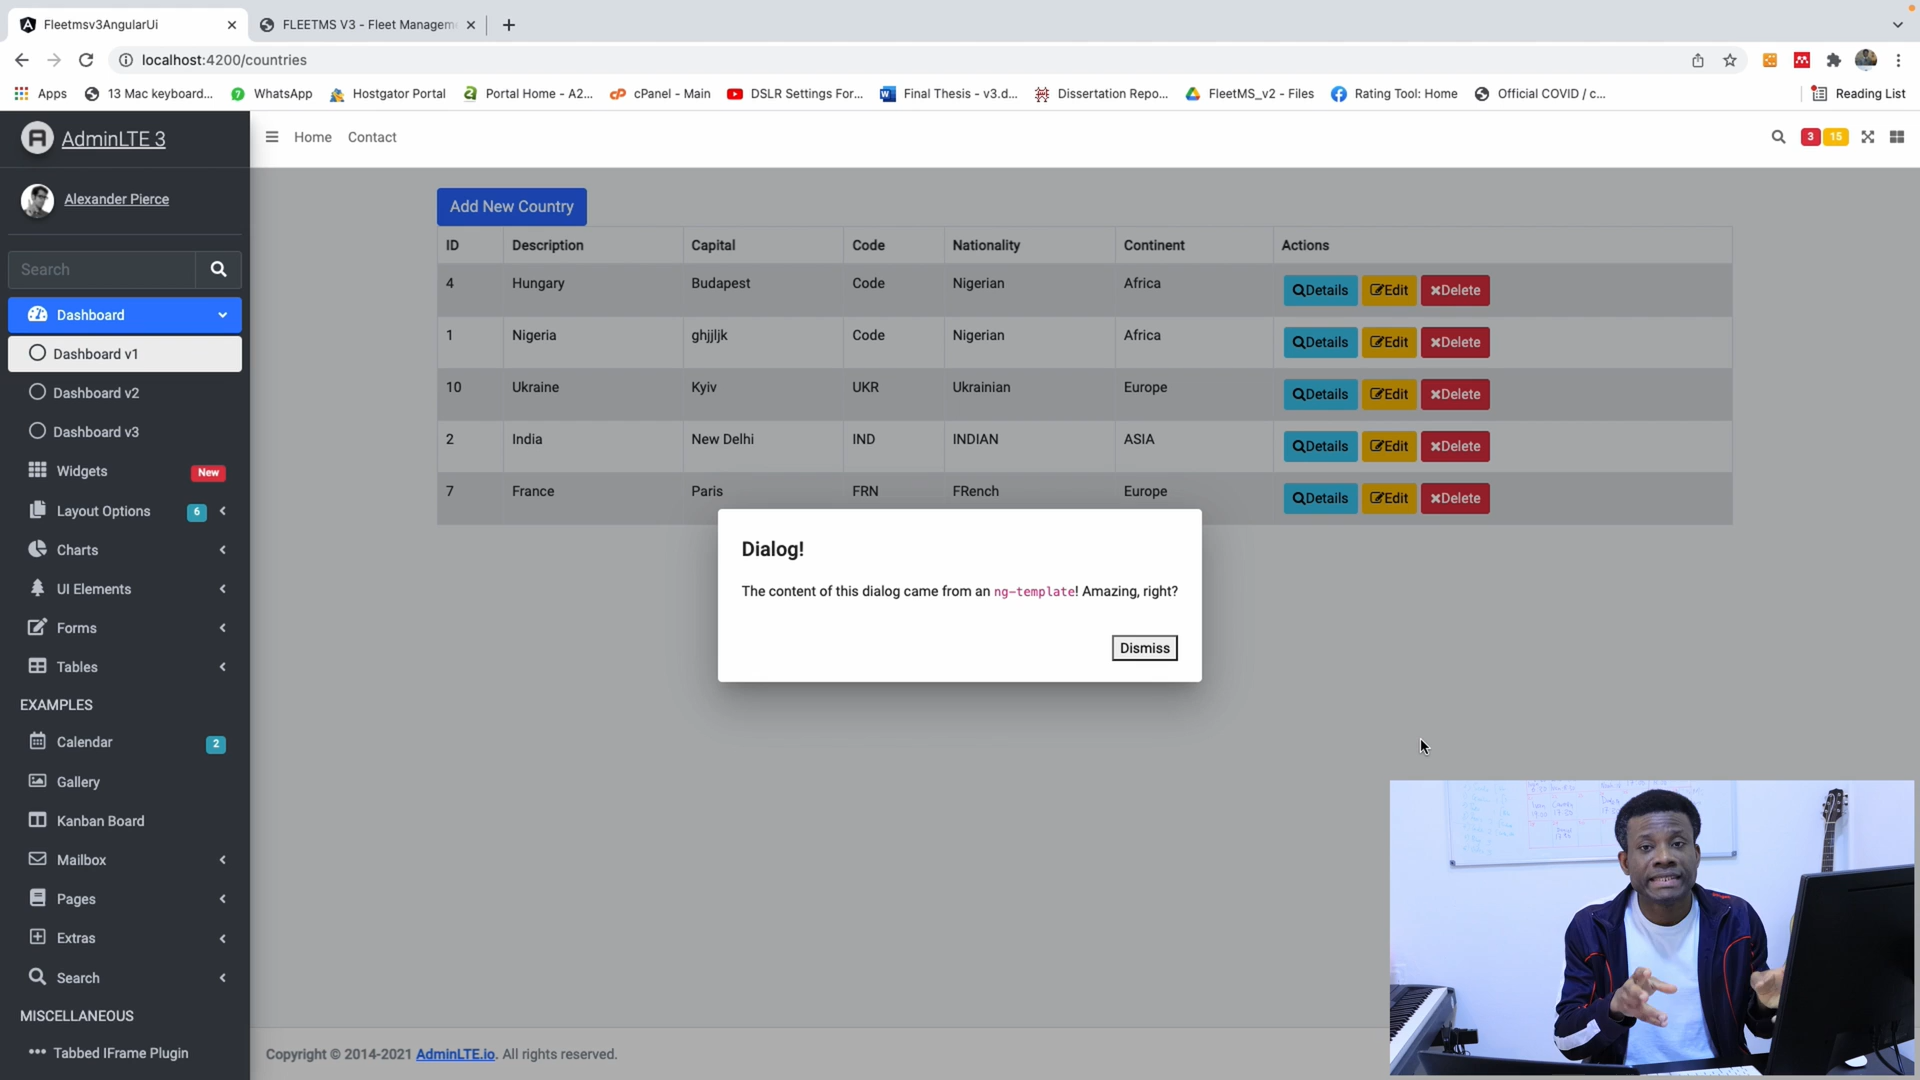 Fleetmsv3AngularUi
FLEETMS V3 - Fleet Managem
localhost:4200/countries
Apps 13 Mac keyboard... WhatsApp Hostgator Portal Portal Home - A2... cPanel - Main DSLR Settings For... Final Thesis - v3.d... Dissertation Repo... FleetMS_v2 - Files Rating Tool: Home Official COVID / c... Reading List
AdminLTE 3
Home Contact
3 15
Alexander Pierce
Search
Dashboard
Dashboard v1
Dashboard v2
Dashboard v3
Widgets New
Layout Options 6
Charts
UI Elements
Forms
Tables
EXAMPLES
Calendar 2
Gallery
Kanban Board
Mailbox
Pages
Extras
Search
MISCELLANEOUS
Tabbed IFrame Plugin
Add New Country
ID Description Capital Code Nationality Continent Actions
4 Hungary Budapest Code Nigerian Africa Details Edit Delete
1 Nigeria ghjjljk Code Nigerian Africa Details Edit Delete
10 Ukraine Kyiv UKR Ukrainian Europe Details Edit Delete
2 India New Delhi IND INDIAN ASIA Details Edit Delete
7 France Paris FRN FRench Europe Details Edit Delete
Dialog!
The content of this dialog came from an ng-template! Amazing, right?
Dismiss
Copyright © 2014-2021 AdminLTE.io. All rights reserved.